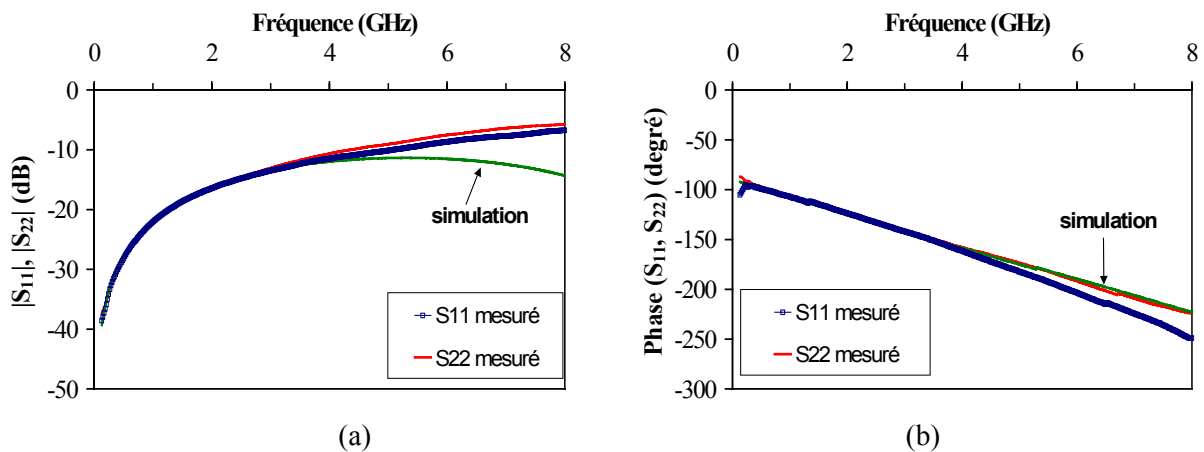 Fréquence (GHz)
0 2 4 6 8
0
-10
-20
-30
-40
-50
|S11|, |S22| (dB)
simulation
S11 mesuré
S22 mesuré
(a)
Fréquence (GHz)
0 2 4 6 8
0
-50
-100
-150
-200
-250
-300
Phase (S11, S22) (degré)
simulation
S11 mesuré
S22 mesuré
(b)